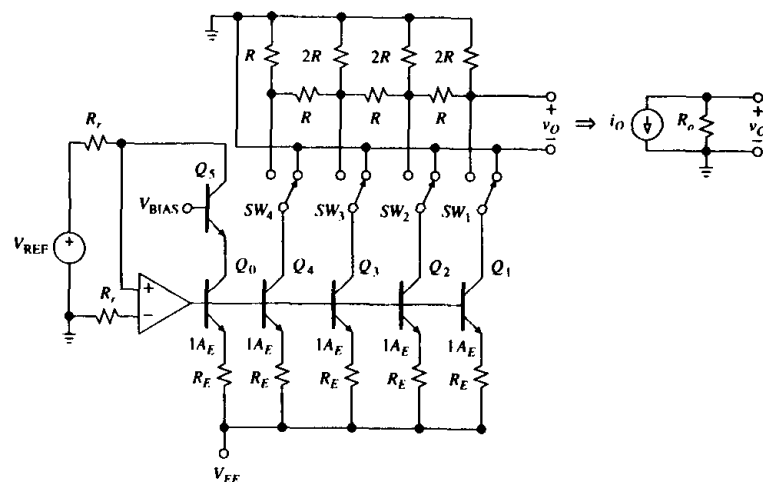 R 2R 2R 2R
R R R
+
v_O
−
⇒
i_O
R_o
+
v_O
−
R_r
Q_5
V_BIAS
SW_4 SW_3 SW_2 SW_1
V_REF
+
R_r
+
−
Q_0 Q_4 Q_3 Q_2 Q_1
1A_E 1A_E 1A_E 1A_E 1A_E
R_E R_E R_E R_E R_E
V_EE